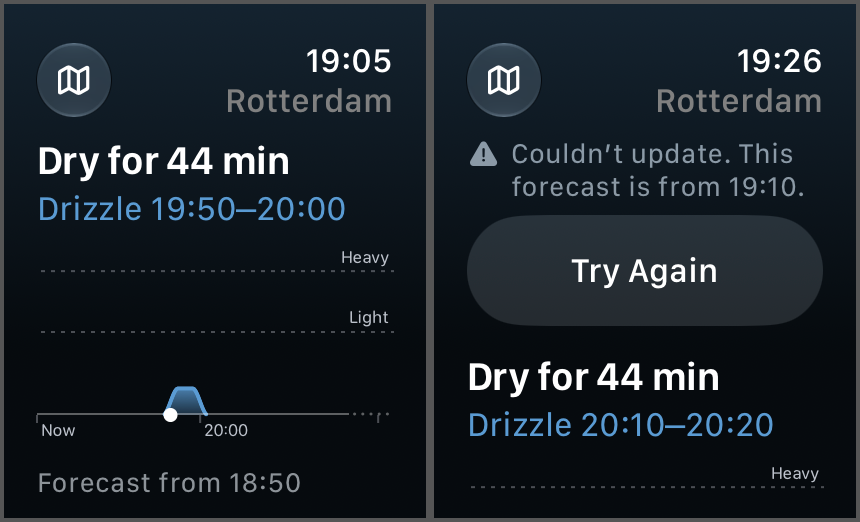 19:05
Rotterdam
Dry for 44 min
Drizzle 19:50–20:00
Heavy
Light
Now
20:00
Forecast from 18:50
19:26
Rotterdam
Couldn’t update. This
forecast is from 19:10.
Try Again
Dry for 44 min
Drizzle 20:10–20:20
Heavy